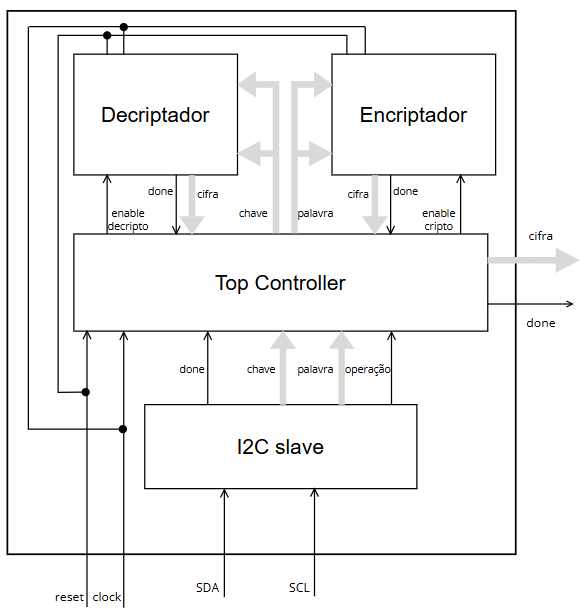 Decriptador
Encriptador
done
cifra
cifra
done
enable
decripto
chave
palavra
enable
cripto
cifra
Top Controller
done
done
chave
palavra
operação
I2C slave
SDA
SCL
reset
clock